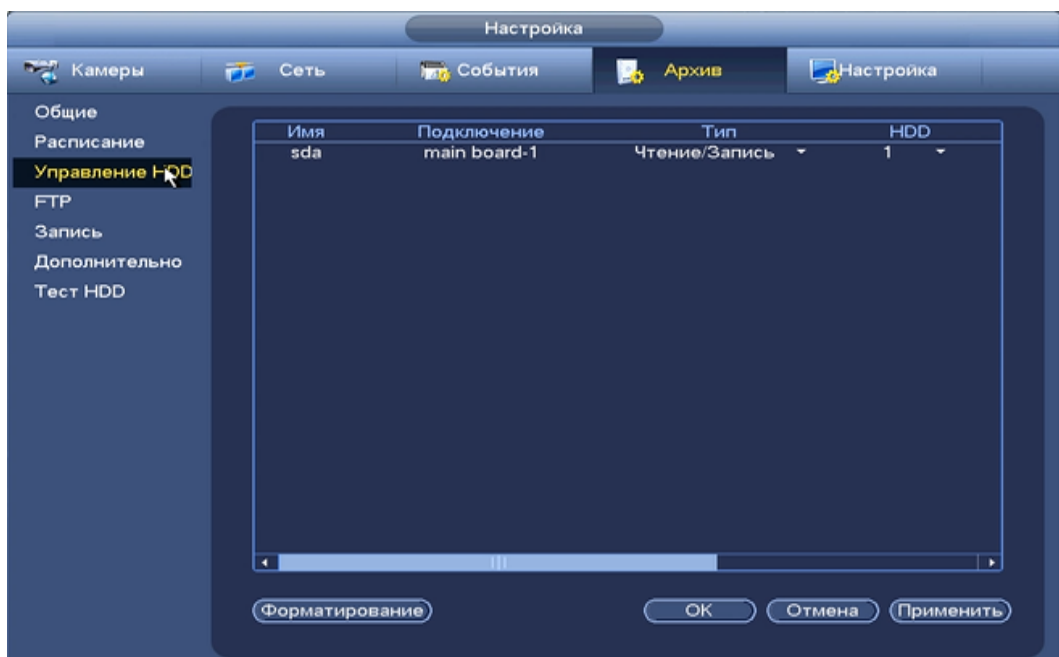 Настройка
Камеры Сеть События Архив Настройка
Общие
Расписание
Управление HDD
FTP
Запись
Дополнительно
Тест HDD
Имя Подключение Тип HDD
sda main board-1 Чтение/Запись 1
Форматирование OK Отмена Применить